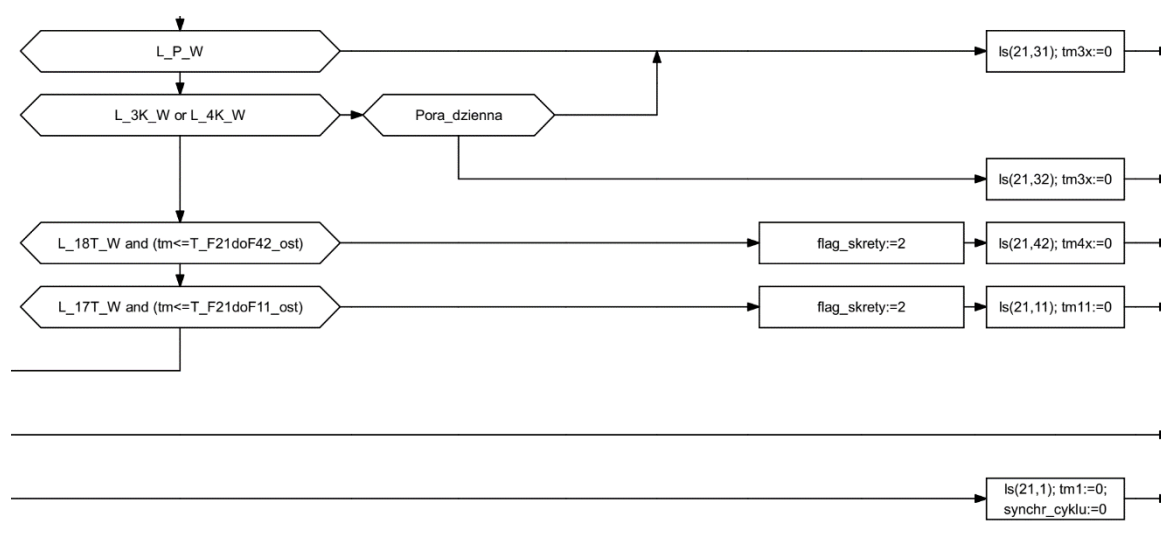 L_P_W
ls(21,31); tm3x:=0
L_3K_W or L_4K_W
Pora_dzienna
ls(21,32); tm3x:=0
L_18T_W and (tm<=T_F21doF42_ost)
flag_skrety:=2
ls(21,42); tm4x:=0
L_17T_W and (tm<=T_F21doF11_ost)
flag_skrety:=2
ls(21,11); tm11:=0
ls(21,1); tm1:=0;
synchr_cyklu:=0